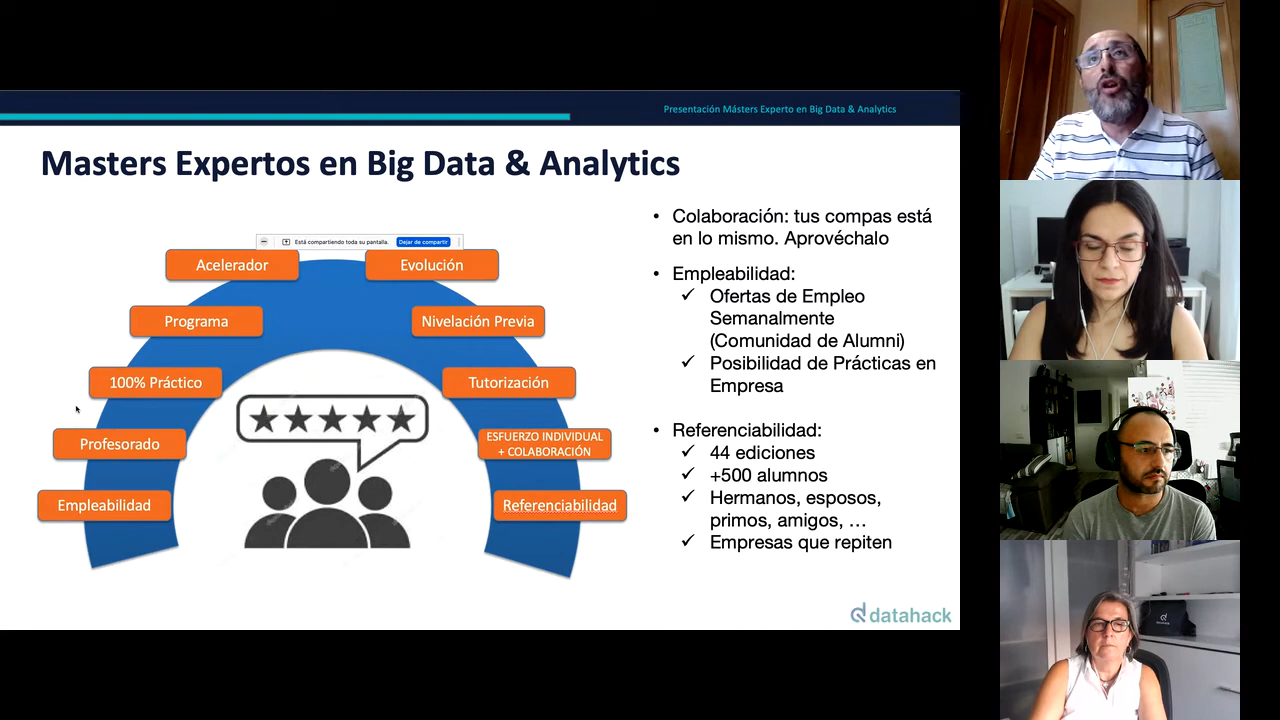 Presentación Másters Experto en Big Data & Analytics
Masters Expertos en Big Data & Analytics
Está compartiendo toda su pantalla.
Dejar de compartir
Acelerador
Evolución
Programa
Nivelación Previa
100% Práctico
Tutorización
Profesorado
ESFUERZO INDIVIDUAL
+ COLABORACIÓN
Empleabilidad
Referenciabilidad
• Colaboración: tus compas está
en lo mismo. Aprovéchalo
• Empleabilidad:
✓ Ofertas de Empleo
Semanalmente
(Comunidad de Alumni)
✓ Posibilidad de Prácticas en
Empresa
• Referenciabilidad:
✓ 44 ediciones
✓ +500 alumnos
✓ Hermanos, esposos,
primos, amigos, …
✓ Empresas que repiten
datahack
datahack